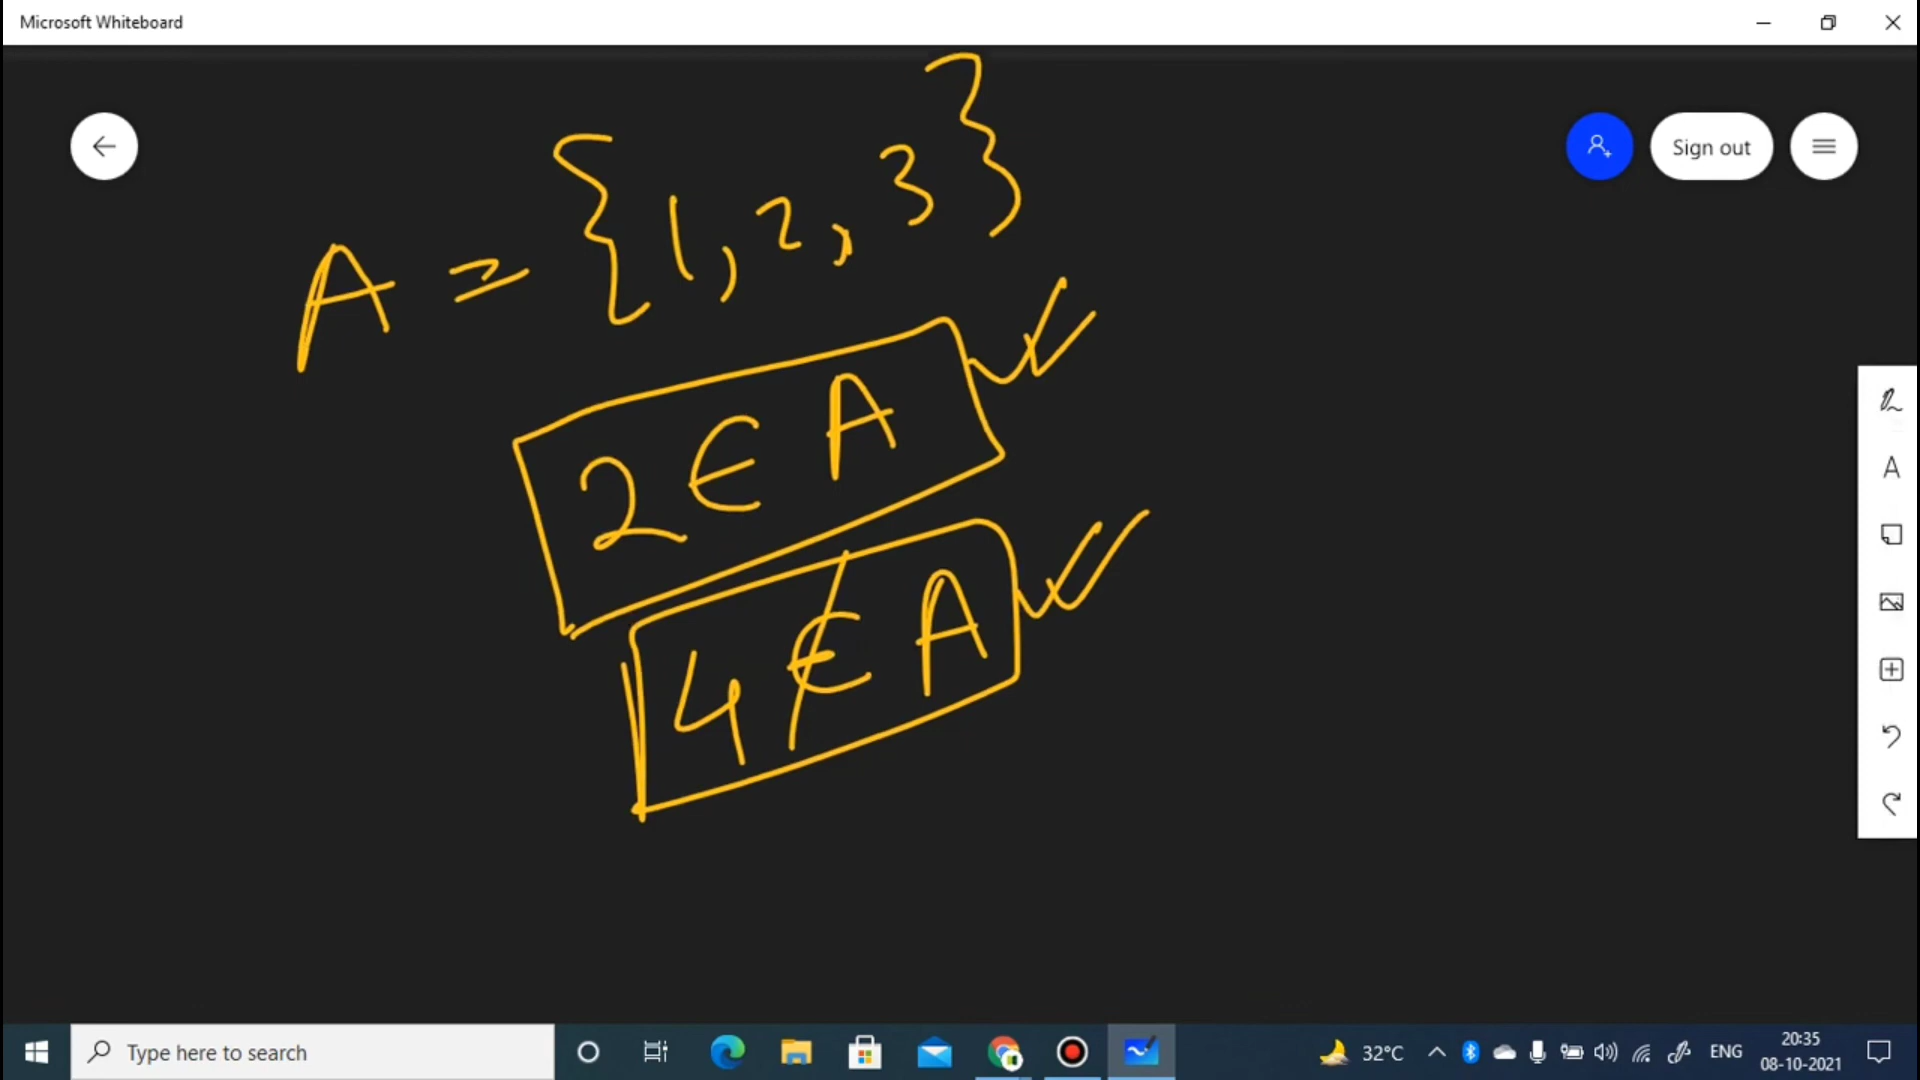 Microsoft Whiteboard
Sign out
A = {1, 2, 3}
2 ∈ A
4 ∉ A
A
Type here to search
32°C
ENG
20:35
08-10-2021